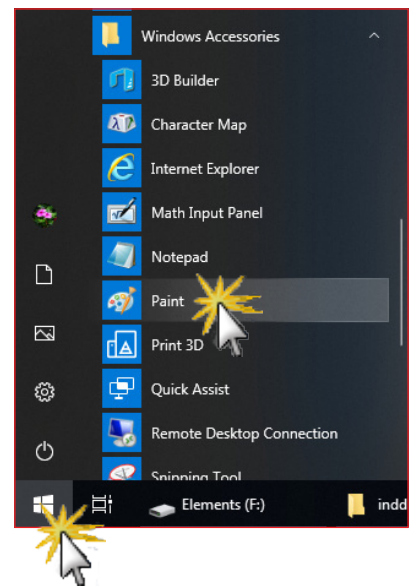 Windows Accessories
3D Builder
Character Map
Internet Explorer
Math Input Panel
Notepad
Paint
Print 3D
Quick Assist
Remote Desktop Connection
Snipping Tool
Elements (F:) indd